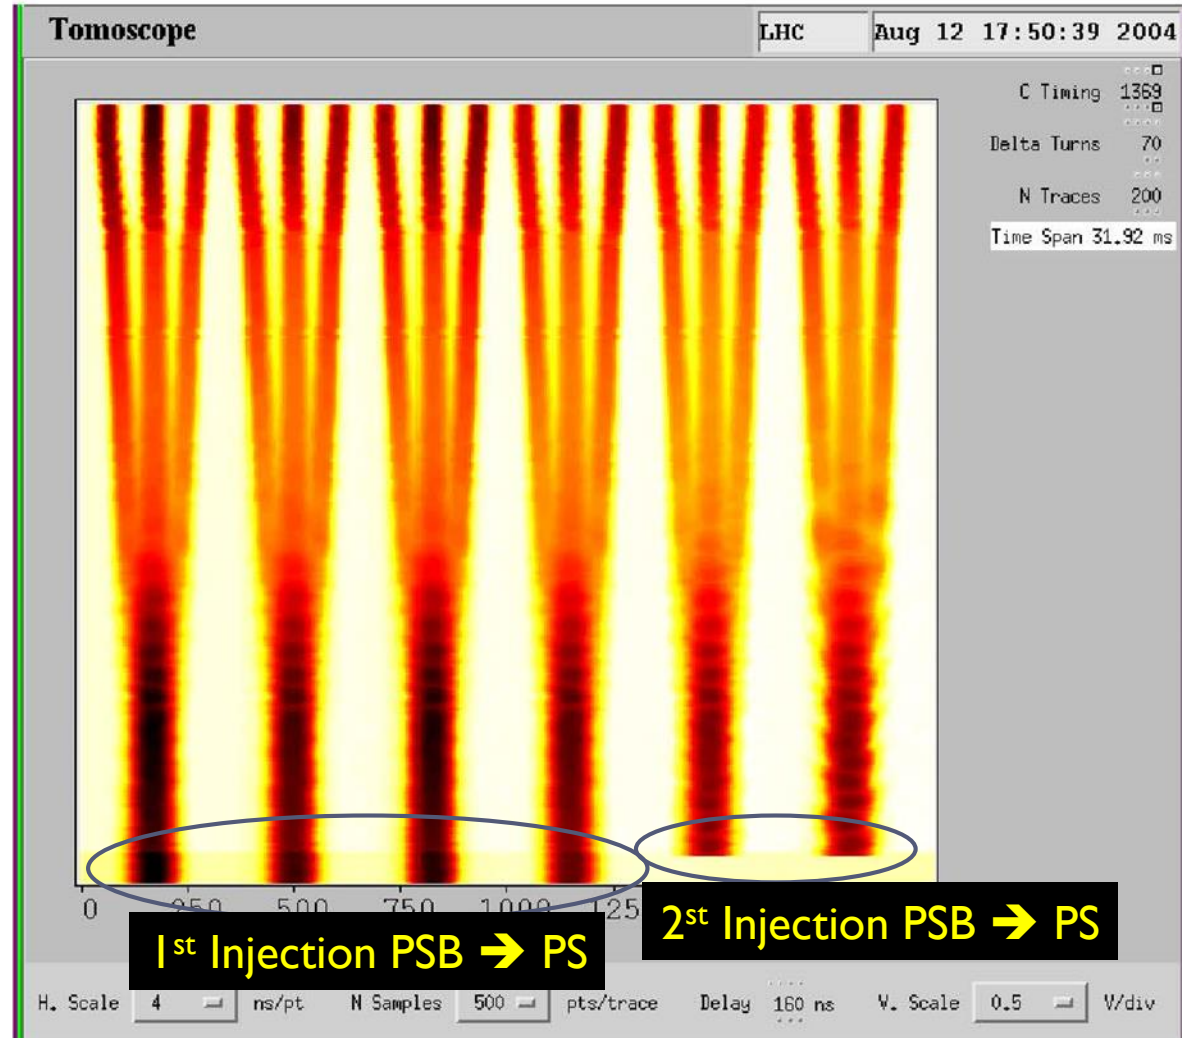 Tomoscope
LHC
Aug 12 17:50:39 2004
C Timing 1369
Delta Turns 70
N Traces 200
Time Span 31.92 ms
0 250 500 750 1000 125
1st Injection PSB ➔ PS
2st Injection PSB ➔ PS
H. Scale 4 ns/pt N Samples 500 pts/trace Delay 160 ns V. Scale 0.5 V/div